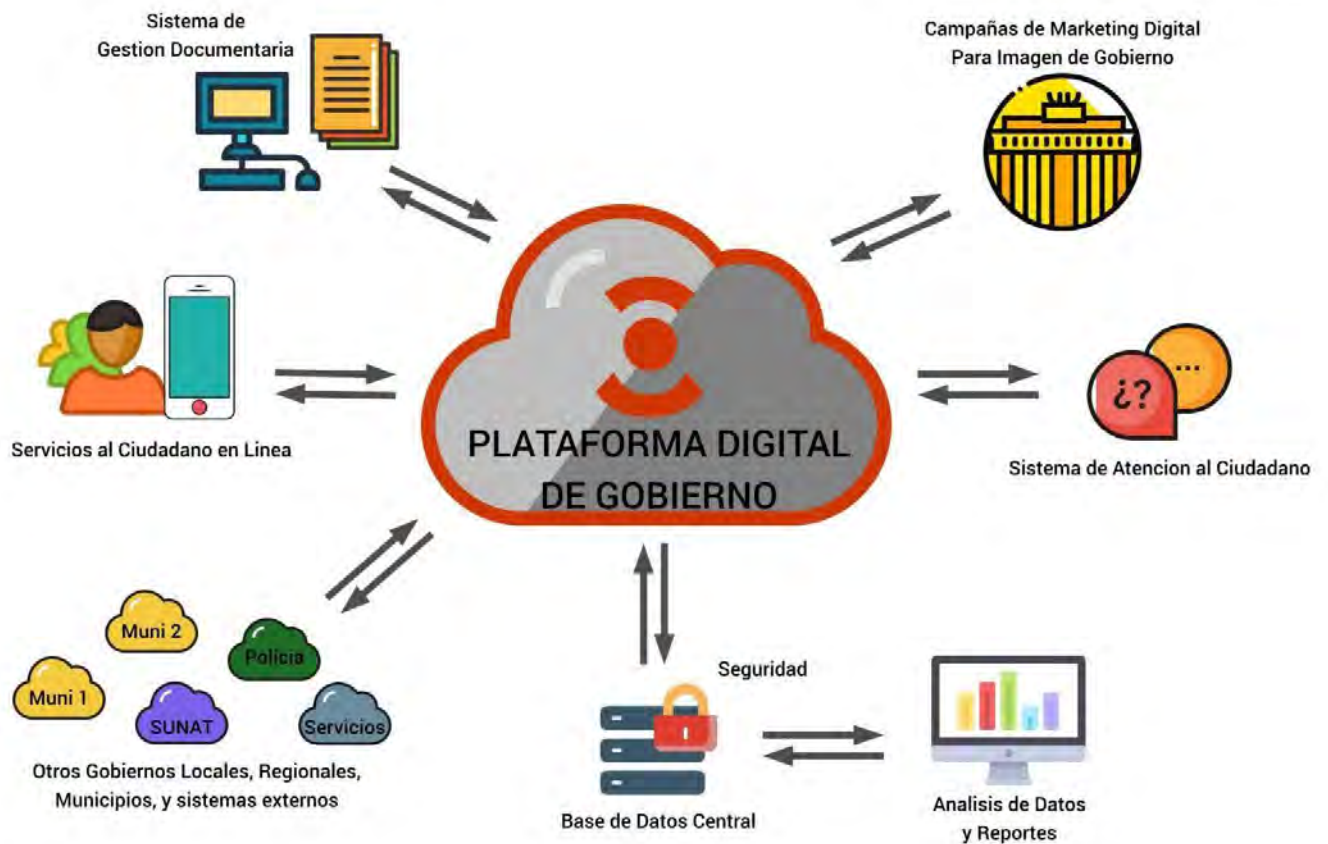 Sistema de
Gestion Documentaria
Campañas de Marketing Digital
Para Imagen de Gobierno
¿?
...
PLATAFORMA DIGITAL
DE GOBIERNO
Servicios al Ciudadano en Linea
Sistema de Atencion al Ciudadano
Muni 2
Policia
Muni 1
SUNAT
Servicios
Otros Gobiernos Locales, Regionales,
Municipios, y sistemas externos
Seguridad
Base de Datos Central
Analisis de Datos
y Reportes